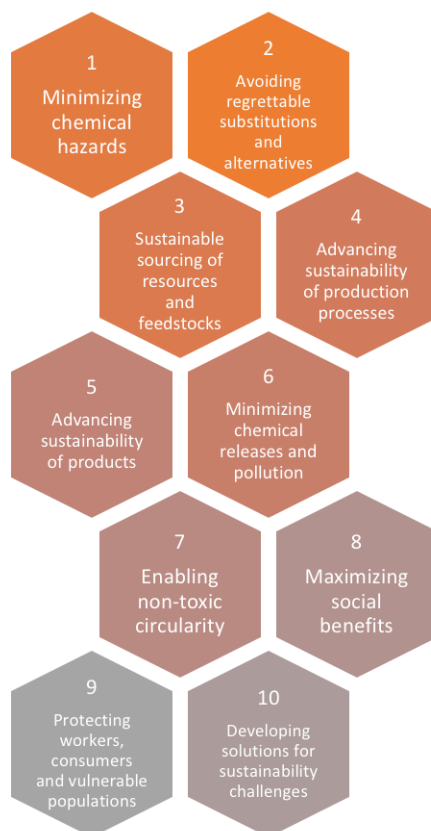 1
Minimizing
chemical
hazards
2
Avoiding
regrettable
substitutions
and
alternatives
3
Sustainable
sourcing of
resources
and
feedstocks
4
Advancing
sustainability
of production
processes
5
Advancing
sustainability
of products
6
Minimizing
chemical
releases and
pollution
7
Enabling
non-toxic
circularity
8
Maximizing
social
benefits
9
Protecting
workers,
consumers
and vulnerable
populations
10
Developing
solutions for
sustainability
challenges